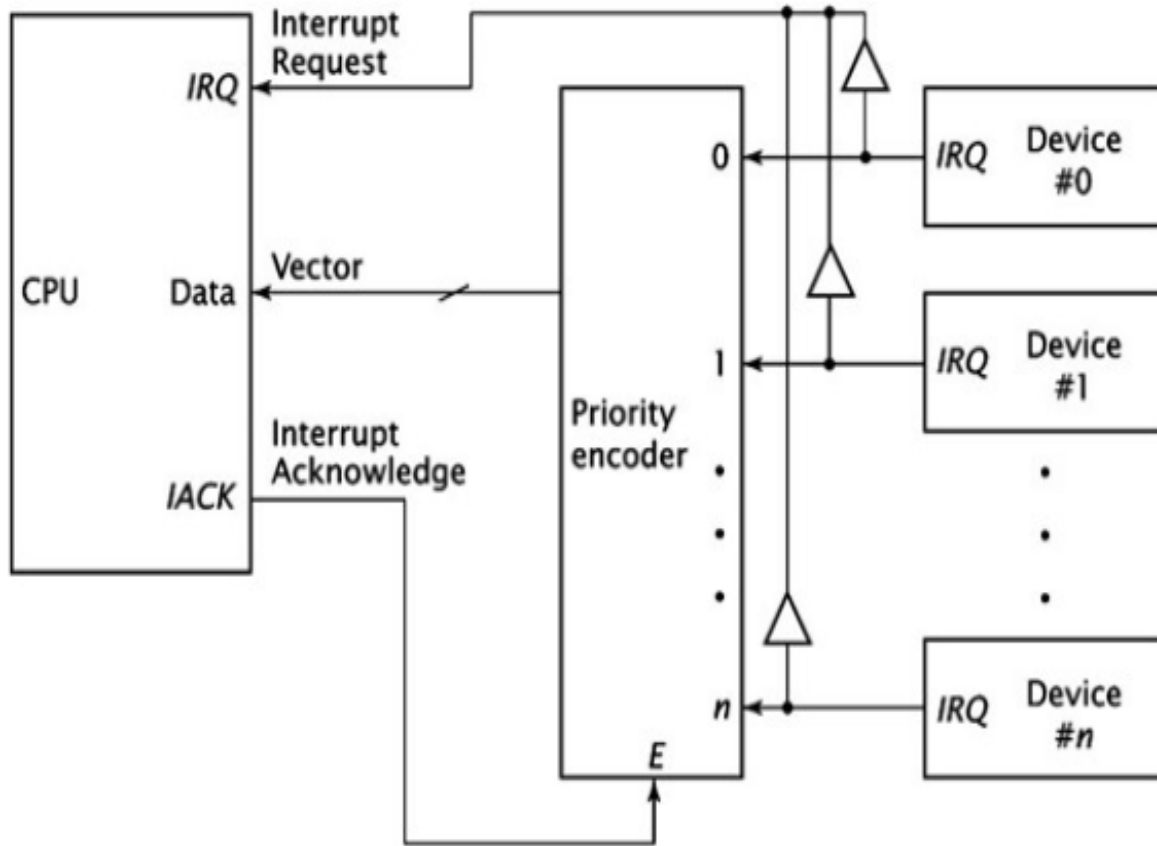 Interrupt
Request
IRQ
CPU
Vector
Data
Interrupt
Acknowledge
IACK
Priority
encoder
0
1
n
E
IRQ Device
#0
IRQ Device
#1
IRQ Device
#n